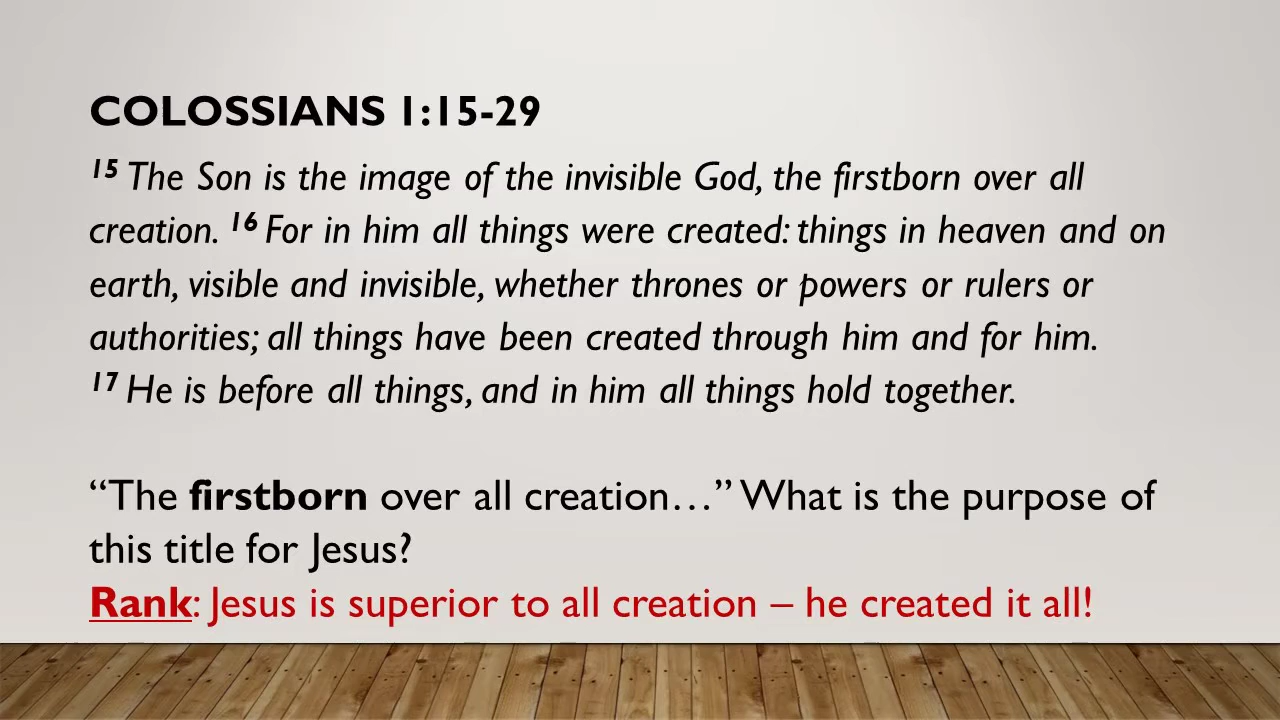 COLOSSIANS 1:15-29
15 The Son is the image of the invisible God, the firstborn over all
creation. 16 For in him all things were created: things in heaven and on
earth, visible and invisible, whether thrones or powers or rulers or
authorities; all things have been created through him and for him.
17 He is before all things, and in him all things hold together.
“The firstborn over all creation…” What is the purpose of
this title for Jesus?
Rank: Jesus is superior to all creation – he created it all!